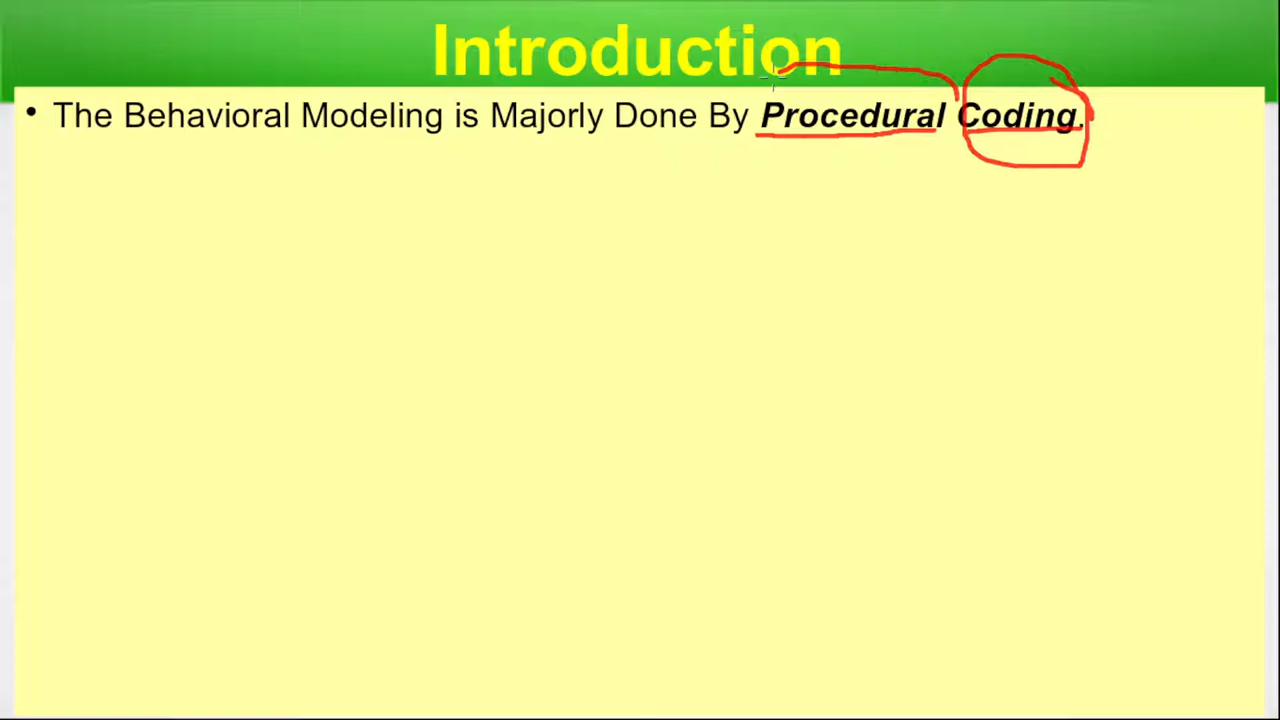 Introduction
• The Behavioral Modeling is Majorly Done By Procedural Coding.